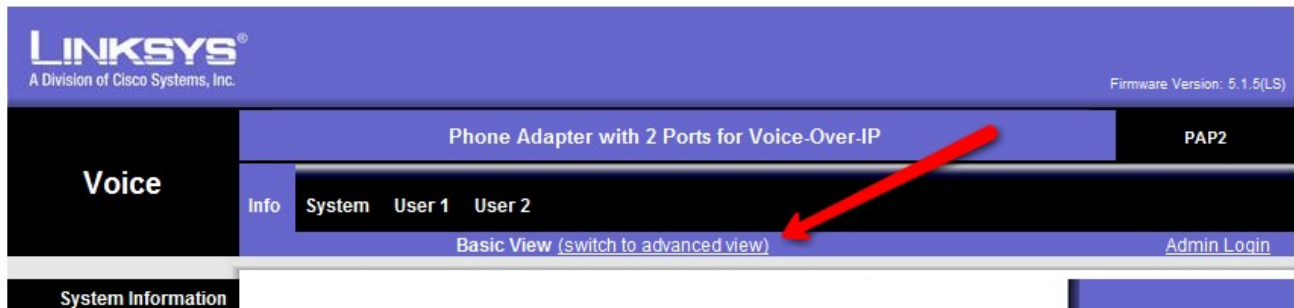 LINKSYS®
A Division of Cisco Systems, Inc.
Firmware Version: 5.1.5(LS)
Phone Adapter with 2 Ports for Voice-Over-IP
PAP2
Voice
Info System User 1 User 2
Basic View (switch to advanced view)
Admin Login
System Information